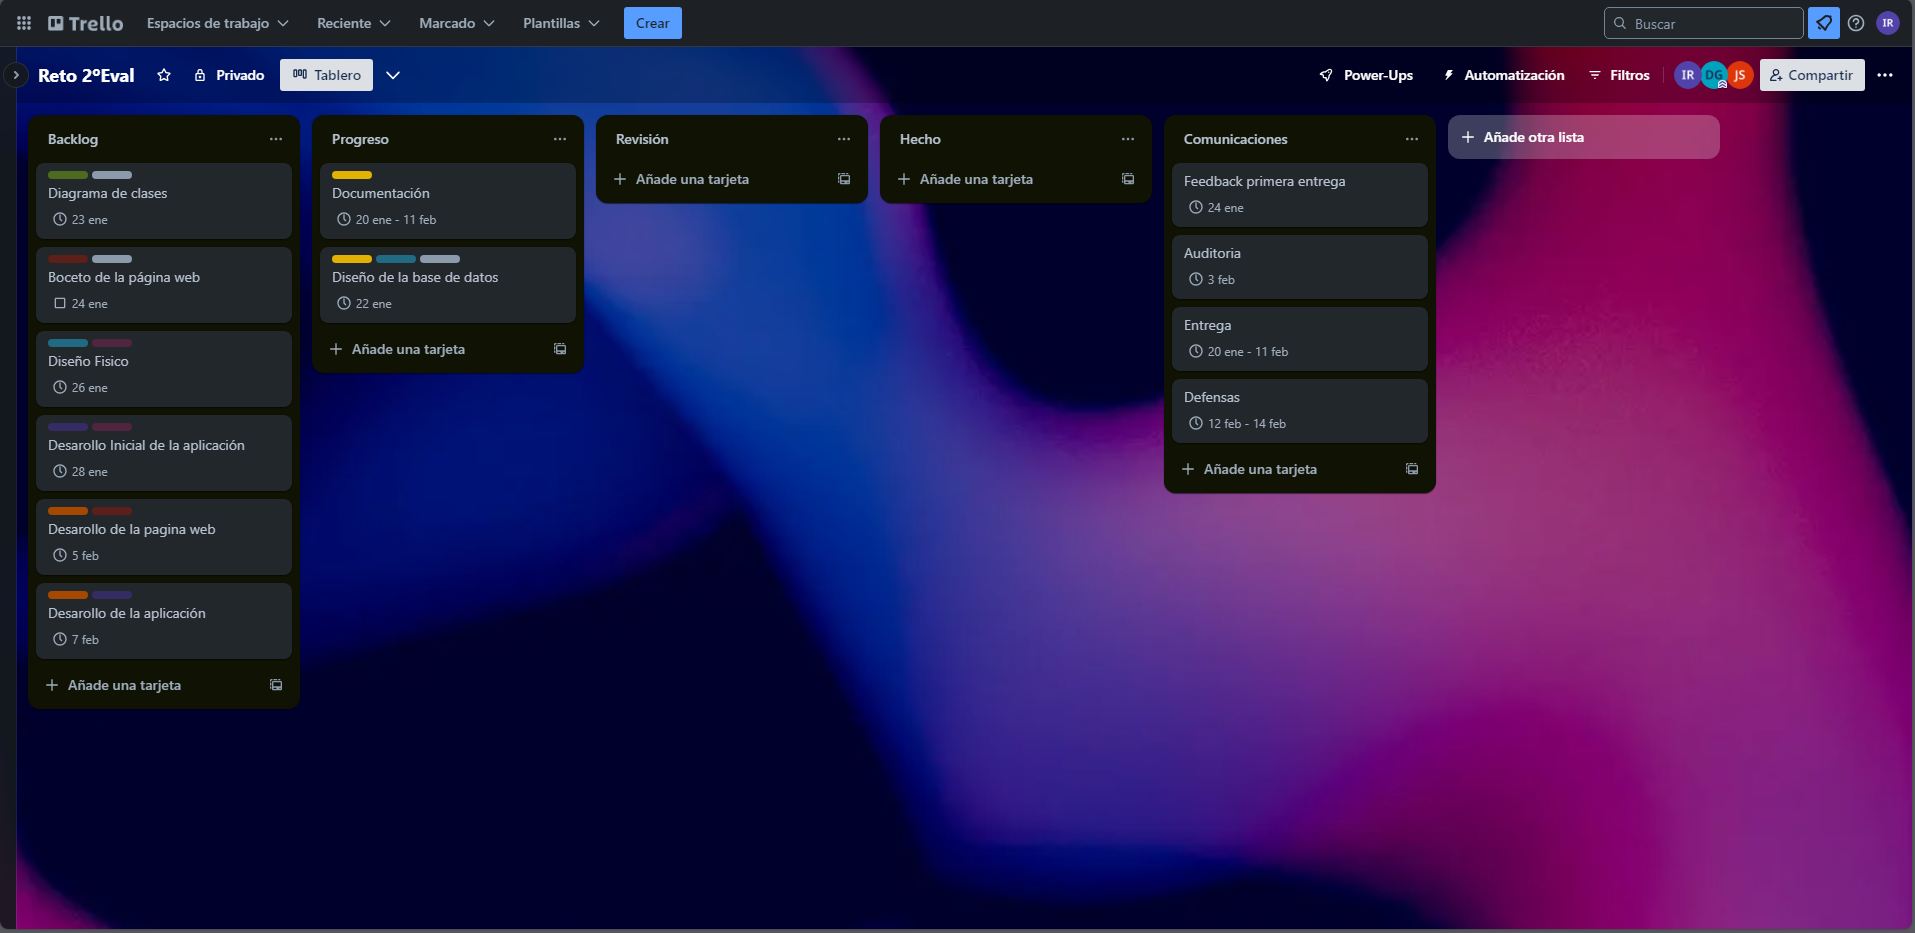 Trello Espacios de trabajo Reciente Marcado Plantillas Crear Buscar IR
Reto 2ºEval Privado Tablero Power-Ups Automatización Filtros IR DG JS Compartir
Backlog
Diagrama de clases
23 ene
Boceto de la página web
24 ene
Diseño Fisico
26 ene
Desarollo Inicial de la aplicación
28 ene
Desarollo de la pagina web
5 feb
Desarollo de la aplicación
7 feb
Añade una tarjeta
Progreso
Documentación
20 ene - 11 feb
Diseño de la base de datos
22 ene
Añade una tarjeta
Revisión
Añade una tarjeta
Hecho
Añade una tarjeta
Comunicaciones
Feedback primera entrega
24 ene
Auditoria
3 feb
Entrega
20 ene - 11 feb
Defensas
12 feb - 14 feb
Añade una tarjeta
Añade otra lista